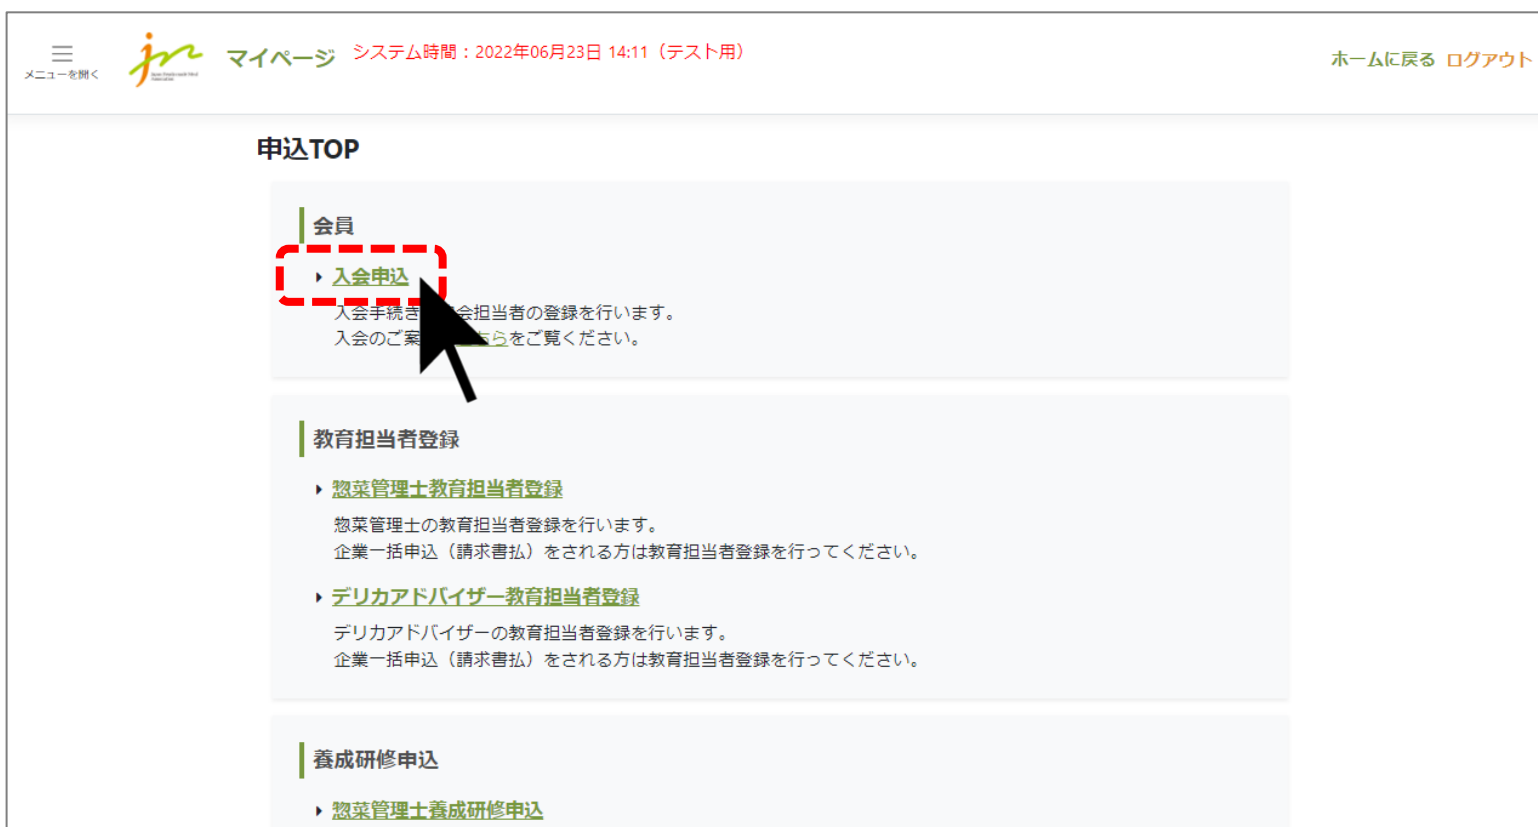 メニューを開く
マイページ
システム時間：2022年06月23日 14:11（テスト用）
ホームに戻る ログアウト
申込TOP
会員
入会申込
入会手続き 会担当者の登録を行います。
入会のご案 ちらをご覧ください。
教育担当者登録
惣菜管理士教育担当者登録
惣菜管理士の教育担当者登録を行います。
企業一括申込（請求書払）をされる方は教育担当者登録を行ってください。
デリカアドバイザー教育担当者登録
デリカアドバイザーの教育担当者登録を行います。
企業一括申込（請求書払）をされる方は教育担当者登録を行ってください。
養成研修申込
惣菜管理士養成研修申込